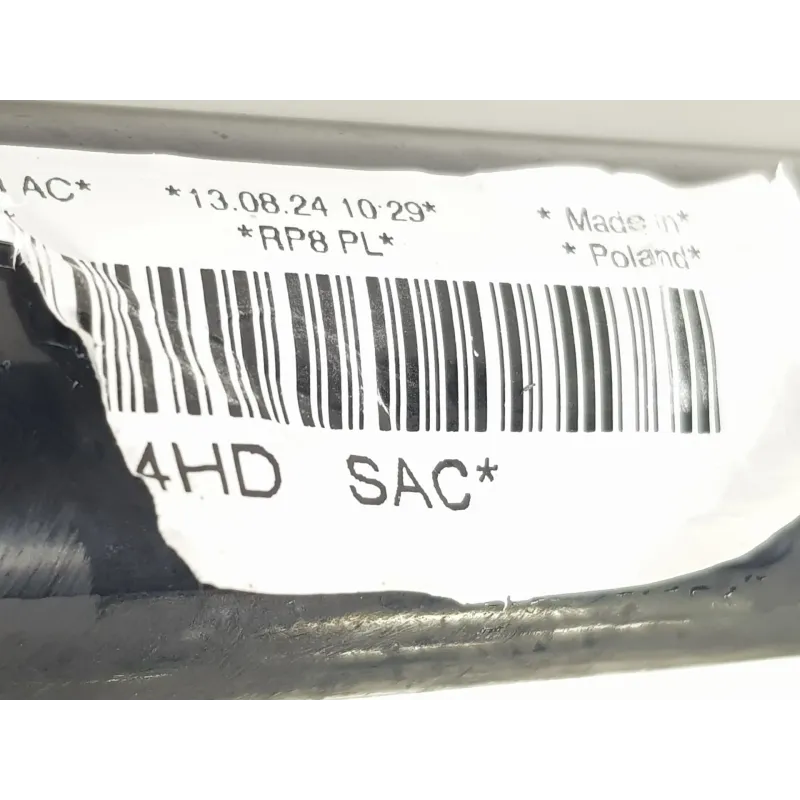 AC* *13.08.24 10:29* * Made in*
*RP8 PL* * Poland*
4HD SAC*